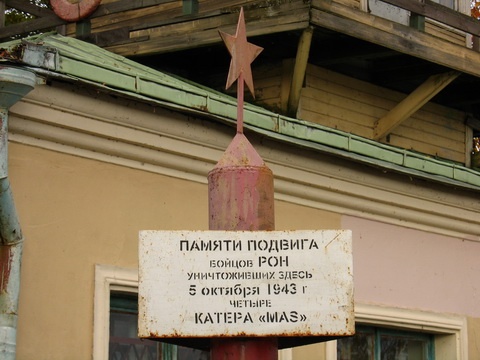 ПАМЯТИ ПОДВИГА
БОЙЦОВ РОН
УНИЧТОЖИВШИХ ЗДЕСЬ
5 октября 1943 г
ЧЕТЫРЕ
КАТЕРА «MAS»